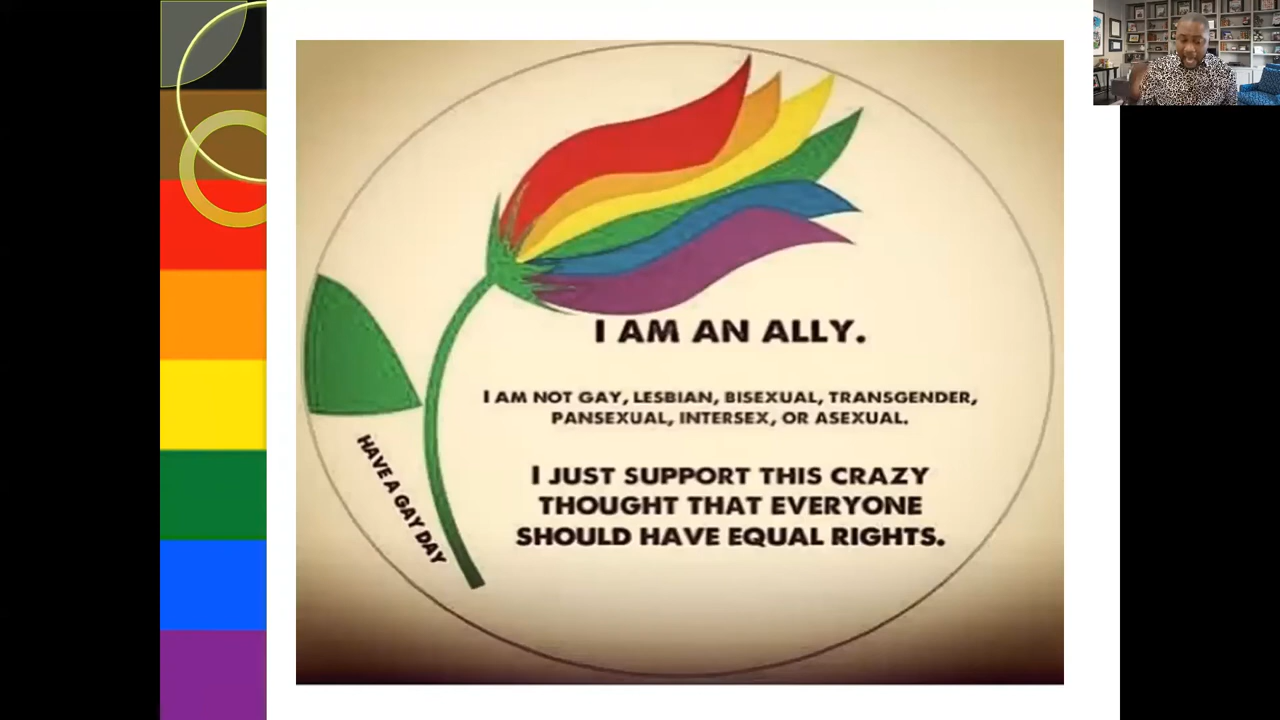 I AM AN ALLY.
I AM NOT GAY, LESBIAN, BISEXUAL, TRANSGENDER,
PANSEXUAL, INTERSEX, OR ASEXUAL.
I JUST SUPPORT THIS CRAZY
THOUGHT THAT EVERYONE
SHOULD HAVE EQUAL RIGHTS.
HAVE A GAY DAY